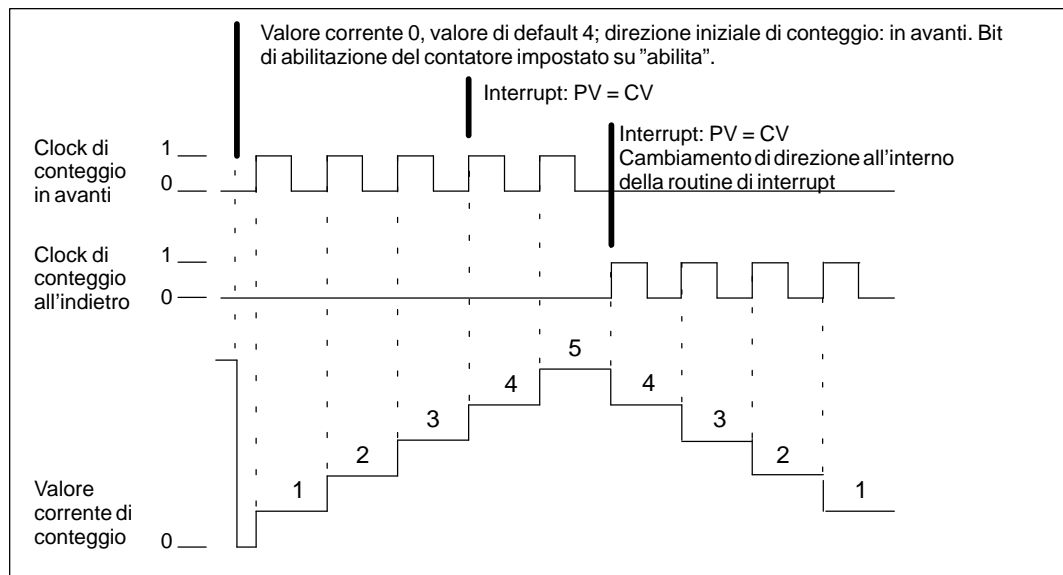 Valore corrente 0, valore di default 4; direzione iniziale di conteggio: in avanti. Bit
di abilitazione del contatore impostato su ”abilita”.
Interrupt: PV = CV
Interrupt: PV = CV
Cambiamento di direzione all'interno
della routine di interrupt
Clock di
conteggio
in avanti
1
0
Clock di
conteggio
all'indietro
1
0
5
4
4
3
3
2
2
1
1
Valore
corrente di
conteggio
0